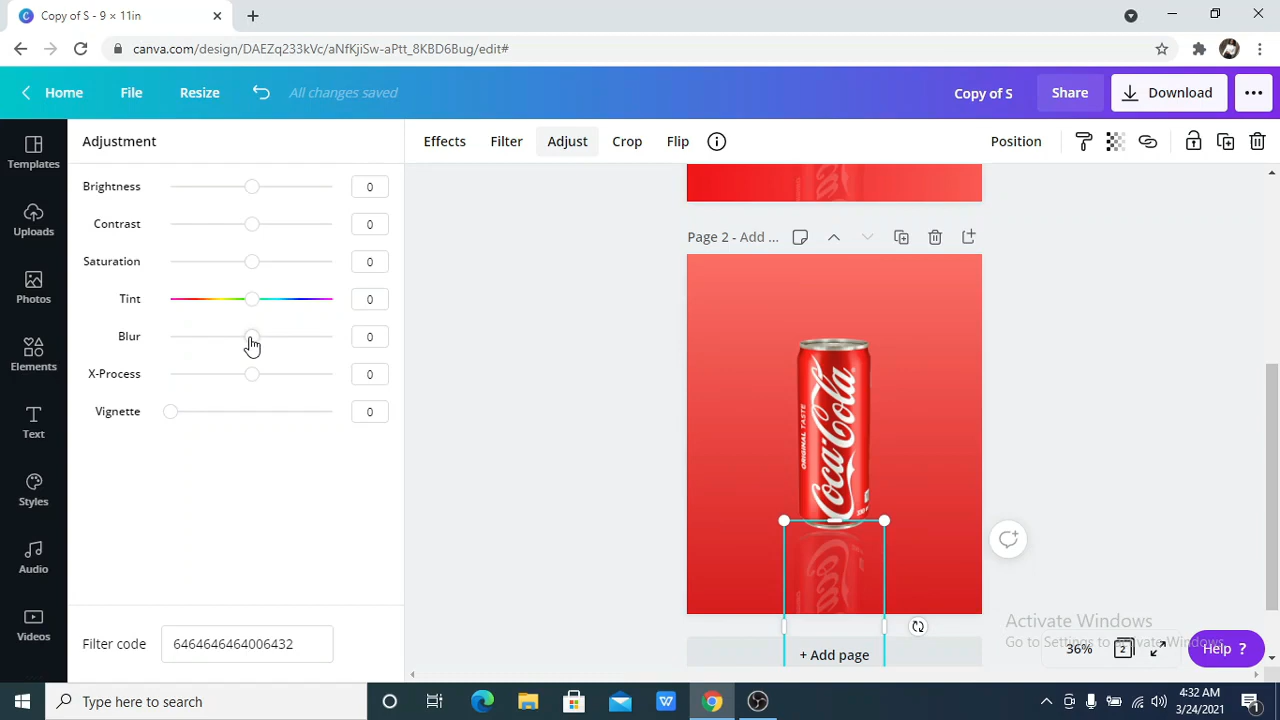 Copy of S - 9 × 11in
canva.com/design/DAEZq233kVc/aNfKjiSw-aPtt_8KBD6Bug/edit#
Home
File
Resize
All changes saved
Copy of S
Share
Download
Templates
Uploads
Photos
Elements
Text
Styles
Audio
Videos
Adjustment
Brightness 0
Contrast 0
Saturation 0
Tint 0
Blur 0
X-Process 0
Vignette 0
Filter code 6464646464006432
Effects
Filter
Adjust
Crop
Flip
Position
Page 2 - Add ...
ORIGINAL TASTE
Coca-Cola
+ Add page
Activate Windows
Go to Settings to activate Windows.
36%
2
Help ?
Type here to search
4:32 AM
3/24/2021
1